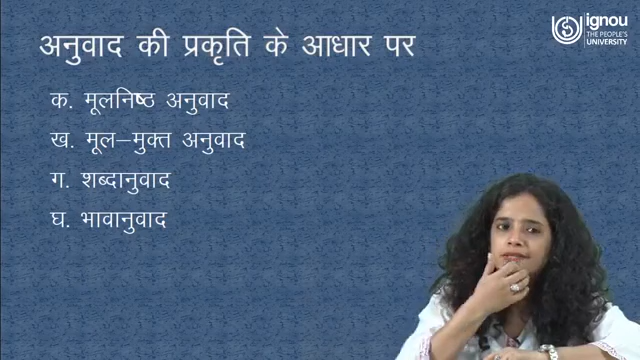 अनुवाद की प्रकृति के आधार पर
क. मूलनिष्ठ अनुवाद
ख. मूल–मुक्त अनुवाद
ग. शब्दानुवाद
घ. भावानुवाद
ignou
THE PEOPLE'S
UNIVERSITY